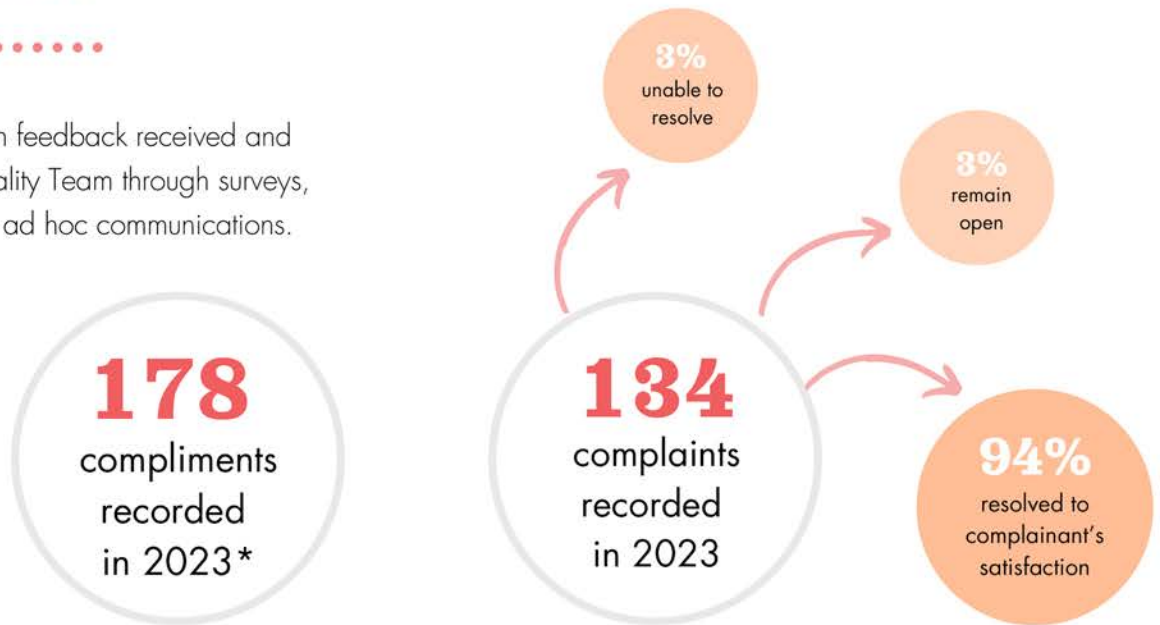 feedback received and
Team through surveys,
ad hoc communications.
178
compliments
recorded
in 2023*
134
complaints
recorded
in 2023
3%
unable to
resolve
3%
remain
open
94%
resolved to
complainant's
satisfaction